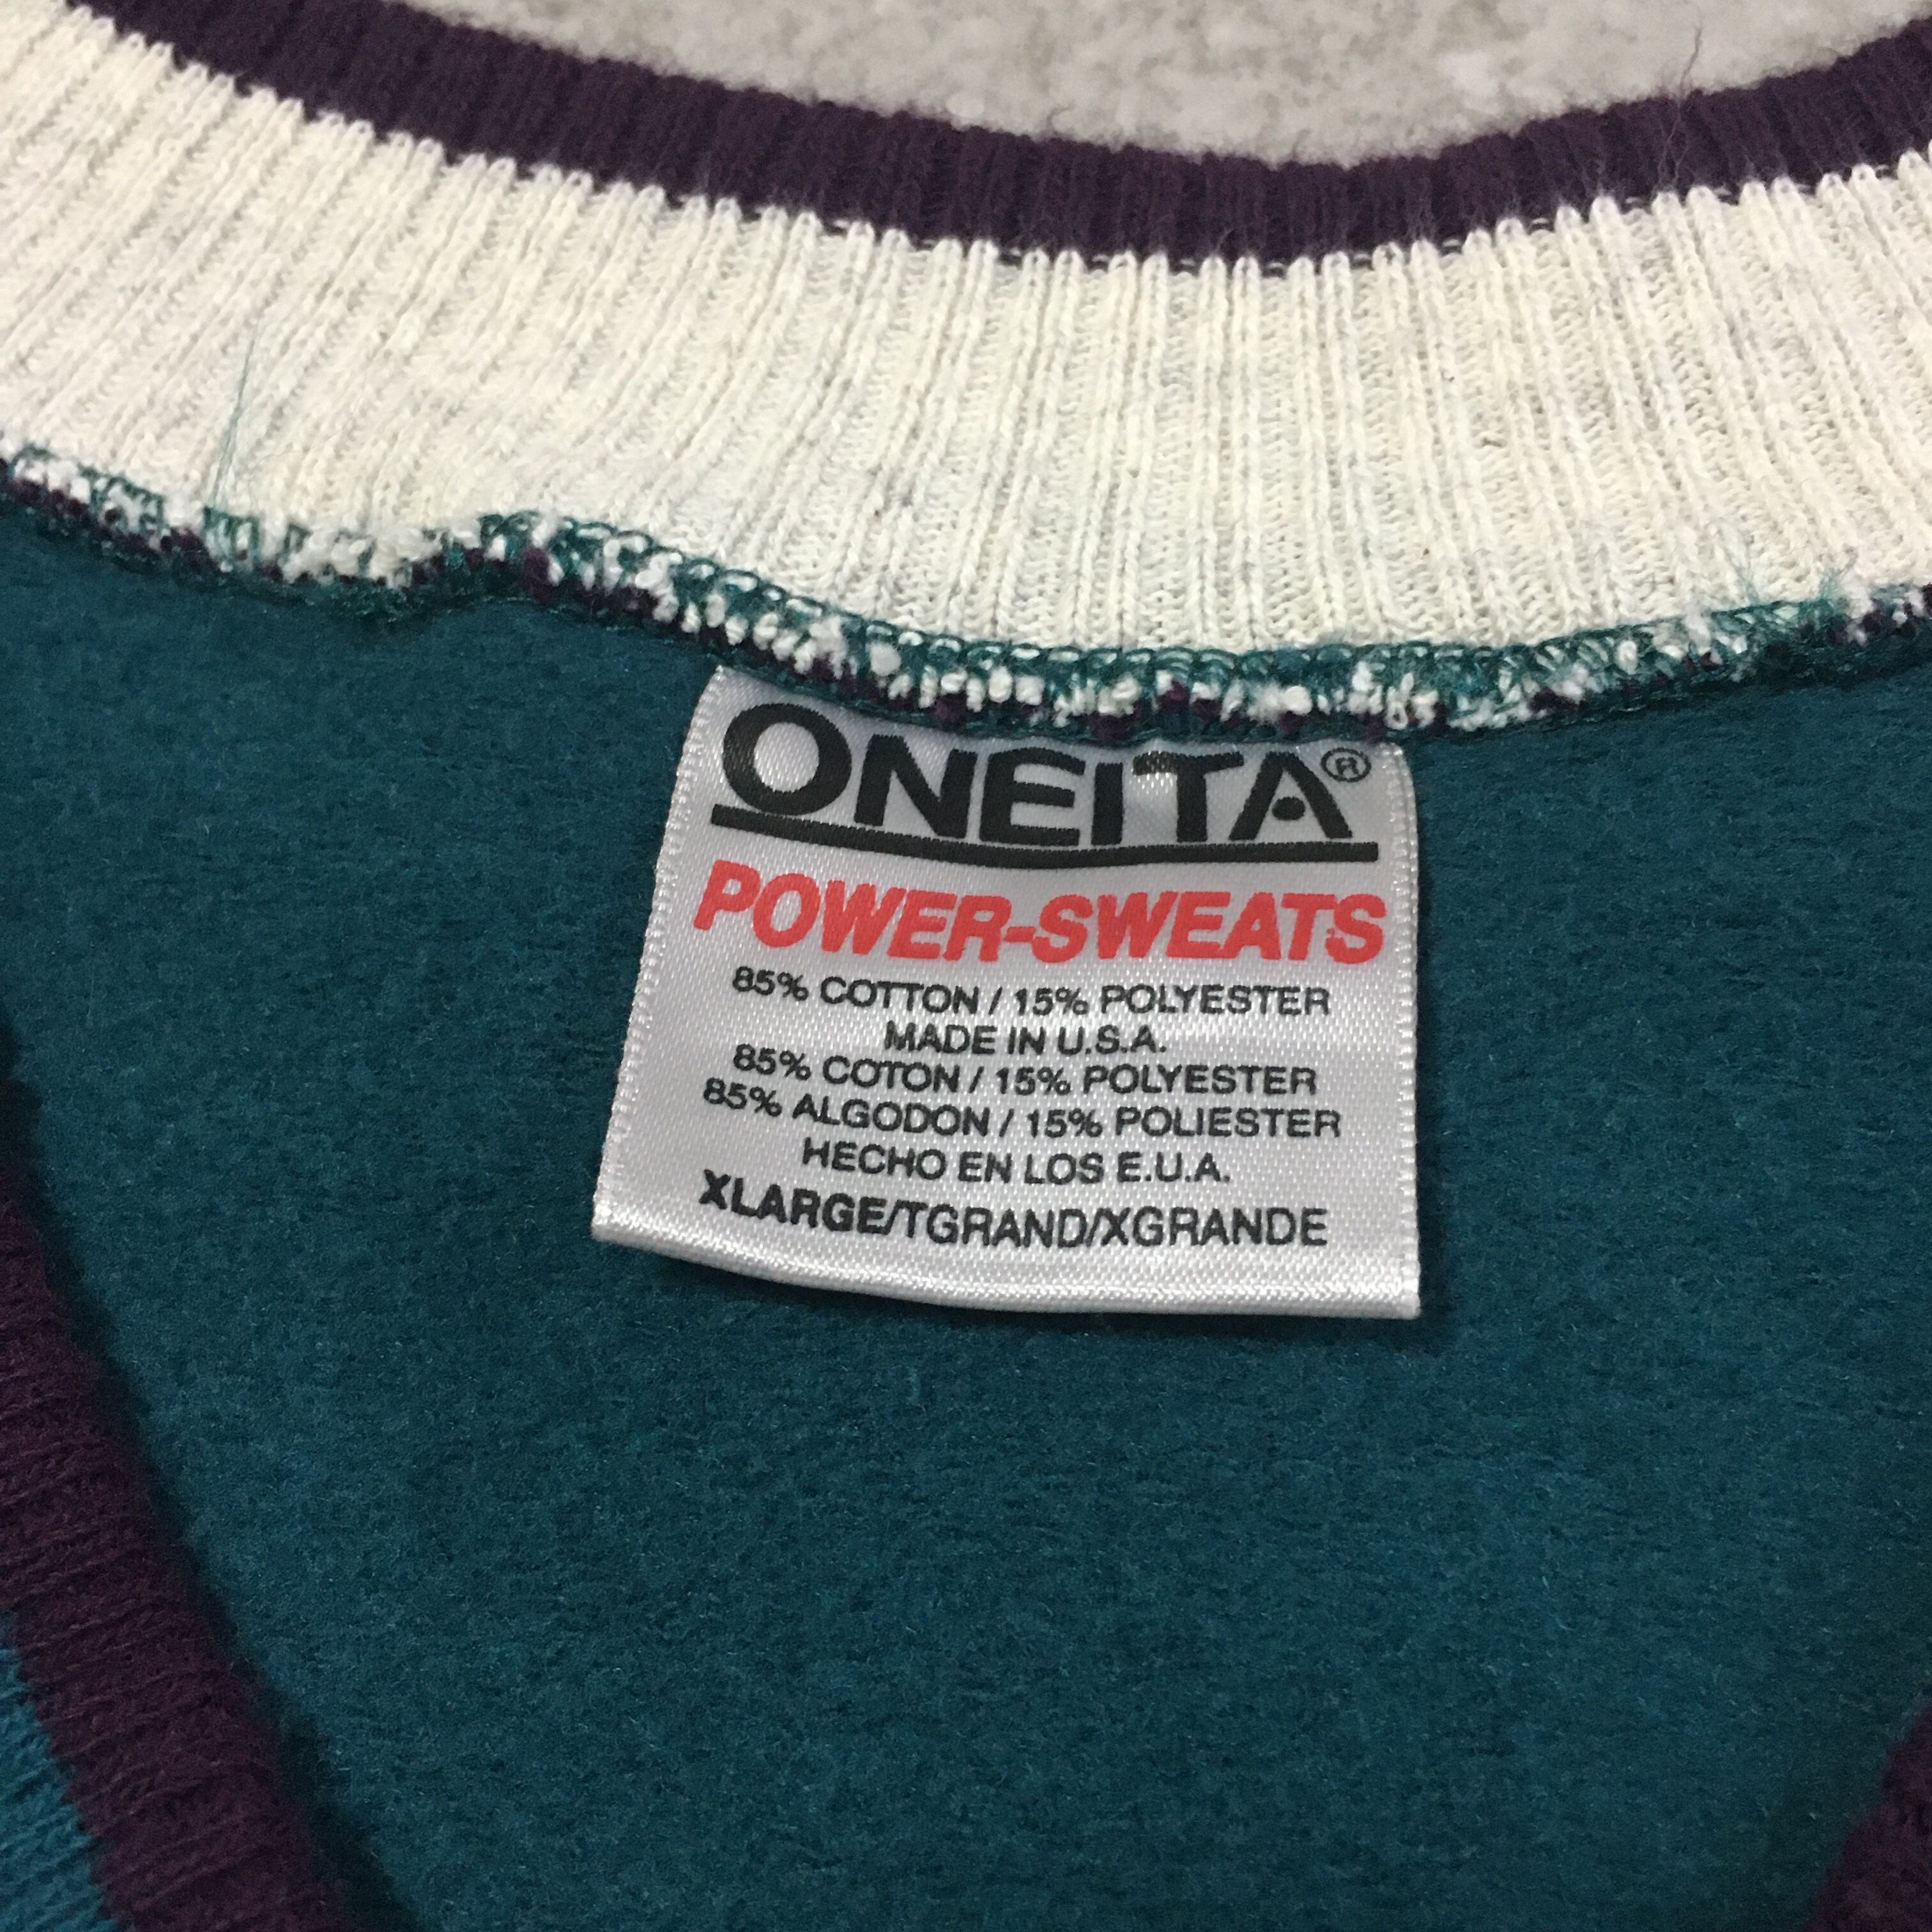 ONEITA®
POWER-SWEATS
85% COTTON / 15% POLYESTER
MADE IN U.S.A.
85% COTON / 15% POLYESTER
85% ALGODON / 15% POLIESTER
HECHO EN LOS E.U.A.
XLARGE/TGRAND/XGRANDE